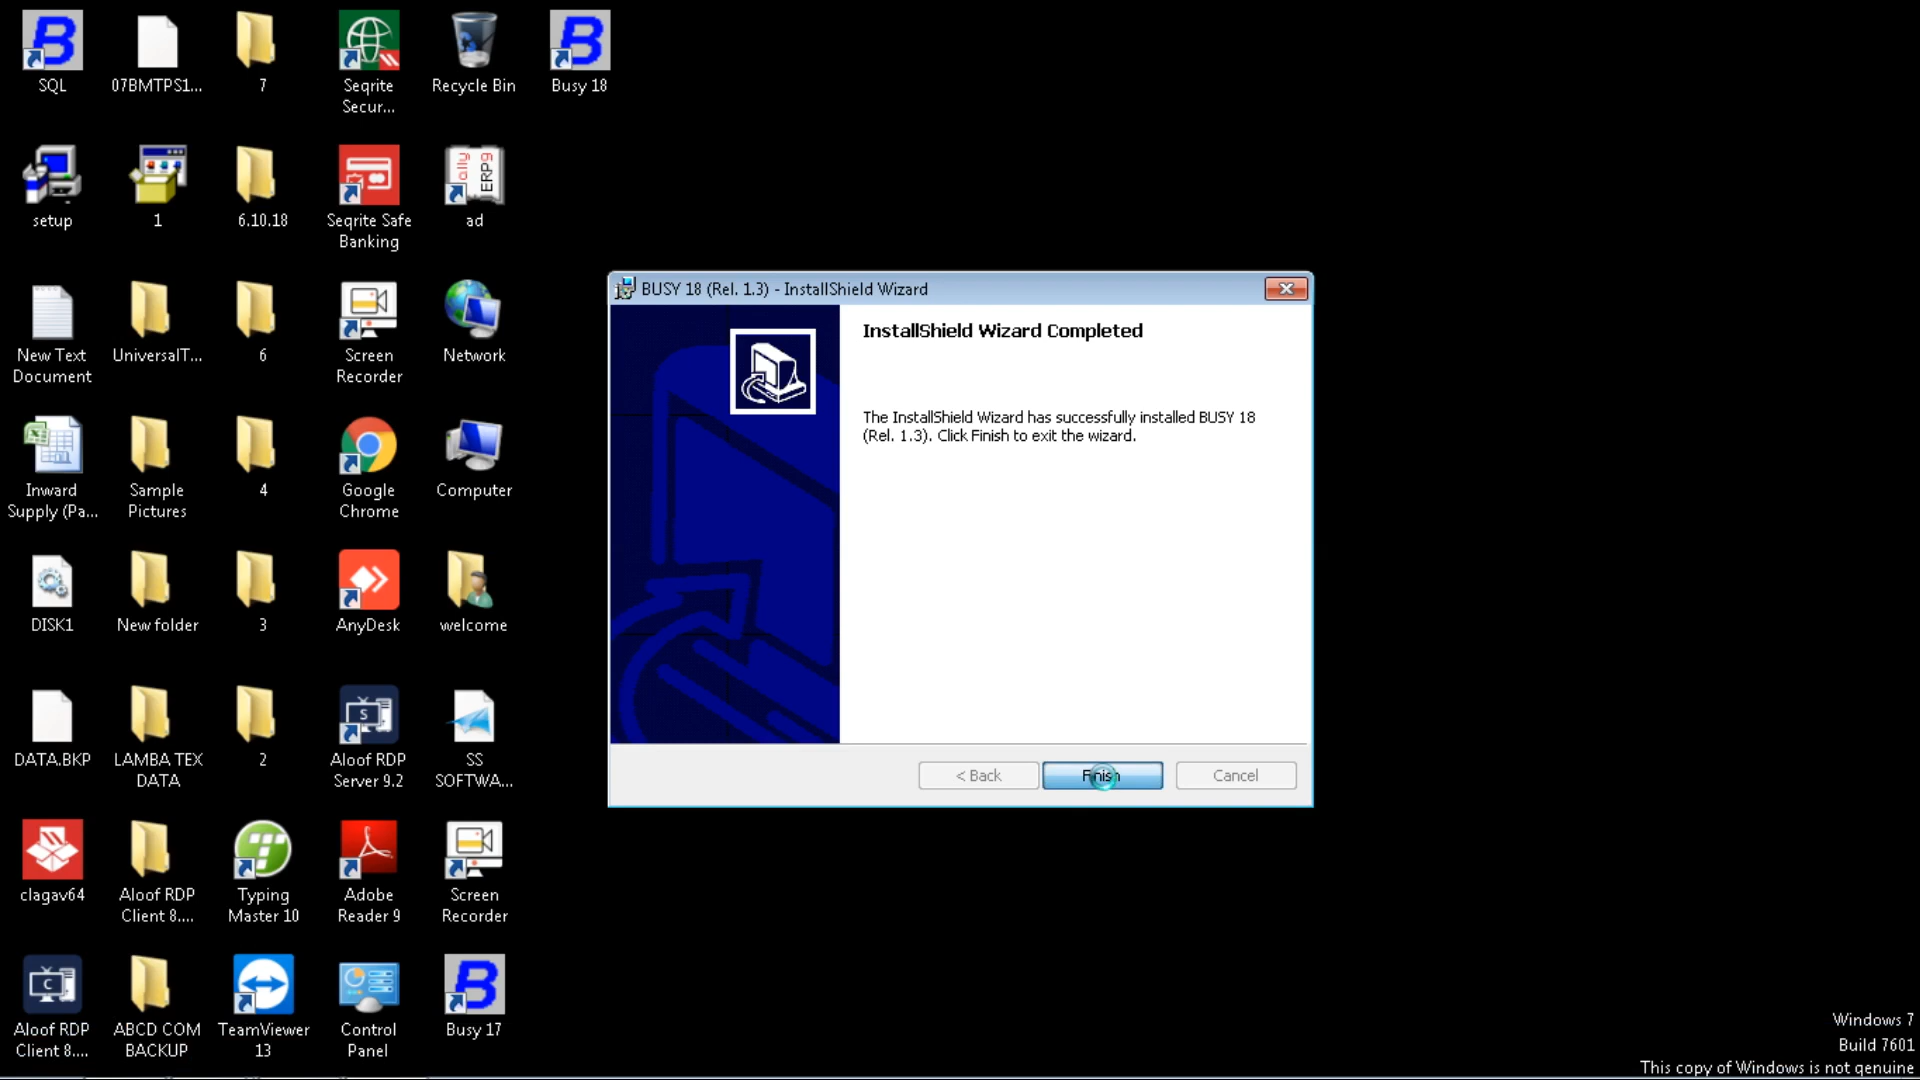 SQL
07BMTPS1...
7
Seqrite
Secur...
Recycle Bin
Busy 18
setup
1
6.10.18
Seqrite Safe
Banking
ally
ERP9
ad
New Text
Document
UniversalT...
6
Screen
Recorder
Network
Inward
Supply (Pa...
Sample
Pictures
4
Google
Chrome
Computer
DISK1
New folder
3
AnyDesk
welcome
DATA.BKP
LAMBA TEX
DATA
2
S
Aloof RDP
Server 9.2
SS
SOFTWA...
clagav64
Aloof RDP
Client 8....
Typing
Master 10
Adobe
Reader 9
Screen
Recorder
C
Aloof RDP
Client 8....
ABCD COM
BACKUP
TeamViewer
13
Control
Panel
Busy 17
BUSY 18 (Rel. 1.3) - InstallShield Wizard
InstallShield Wizard Completed
The InstallShield Wizard has successfully installed BUSY 18
(Rel. 1.3). Click Finish to exit the wizard.
< Back
Finish
Cancel
Windows 7
Build 7601
This copy of Windows is not genuine